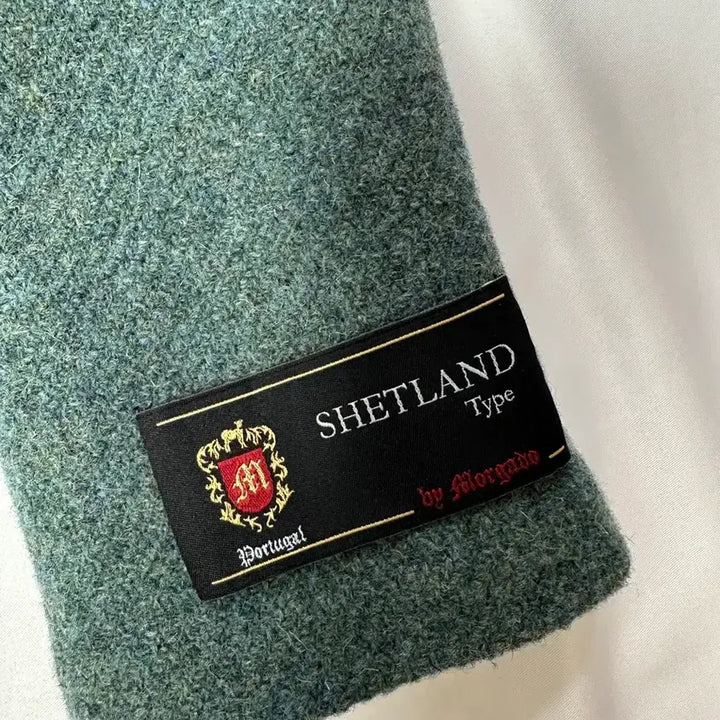 SHETLAND
Type
M
by Morgado
Portugal